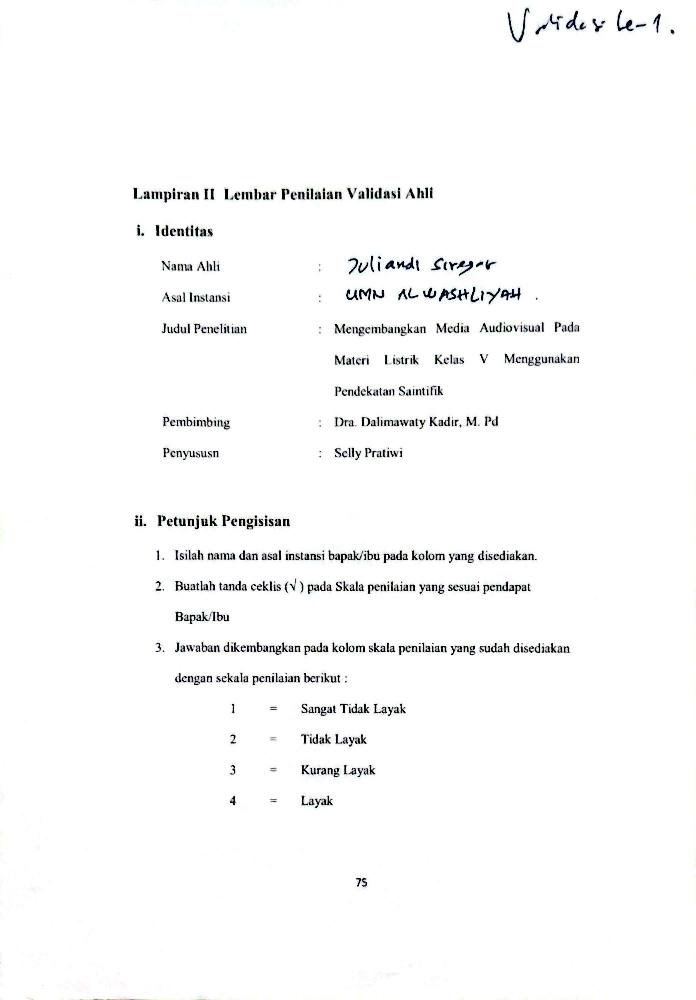 Validasi ke-1.
Lampiran II Lembar Penilaian Validasi Ahli
i. Identitas
Nama Ahli : Juliandi Siregar
Asal Instansi : UMN ALWASHLIYAH .
Judul Penelitian : Mengembangkan Media Audiovisual Pada
Materi Listrik Kelas V Menggunakan
Pendekatan Saintifik
Pembimbing : Dra. Dalimawaty Kadir, M. Pd
Penyususn : Selly Pratiwi
ii. Petunjuk Pengisisan
1. Isilah nama dan asal instansi bapak/ibu pada kolom yang disediakan.
2. Buatlah tanda ceklis (√ ) pada Skala penilaian yang sesuai pendapat
Bapak/Ibu
3. Jawaban dikembangkan pada kolom skala penilaian yang sudah disediakan
dengan sekala penilaian berikut :
1 = Sangat Tidak Layak
2 = Tidak Layak
3 = Kurang Layak
4 = Layak
75